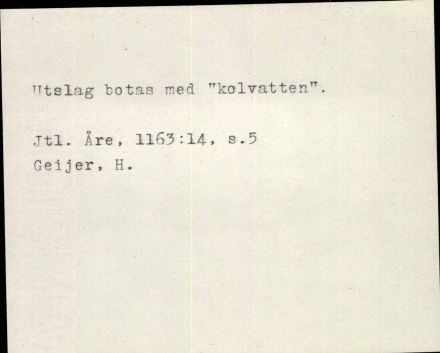 Utslag botas med "kolvatten".
Jtl. Åre, 1163:14, s.5
Geijer, H.